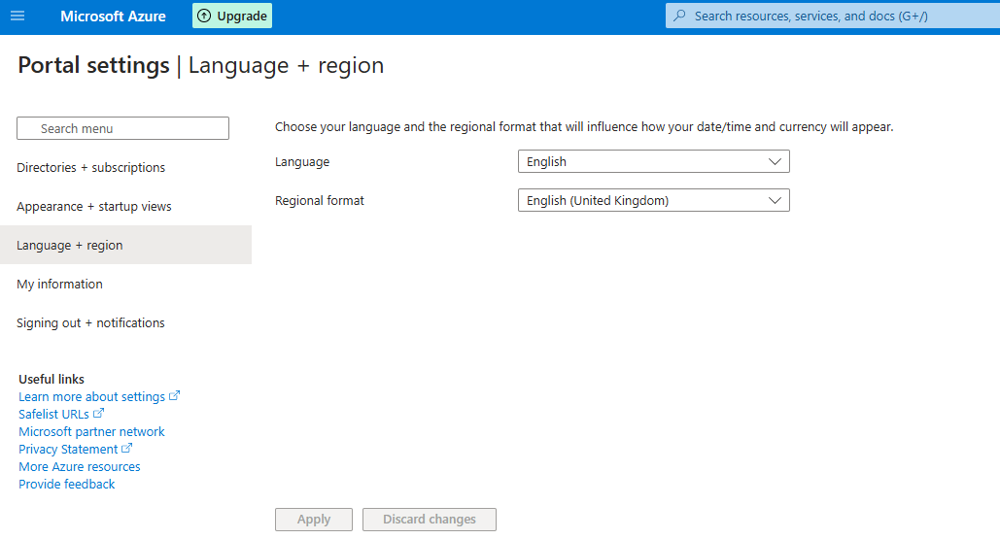 Microsoft Azure
Upgrade
Search resources, services, and docs (G+/)
Portal settings | Language + region
Search menu
Directories + subscriptions
Appearance + startup views
Language + region
My information
Signing out + notifications
Useful links
Learn more about settings
Safelist URLs
Microsoft partner network
Privacy Statement
More Azure resources
Provide feedback
Choose your language and the regional format that will influence how your date/time and currency will appear.
Language English
Regional format English (United Kingdom)
Apply Discard changes